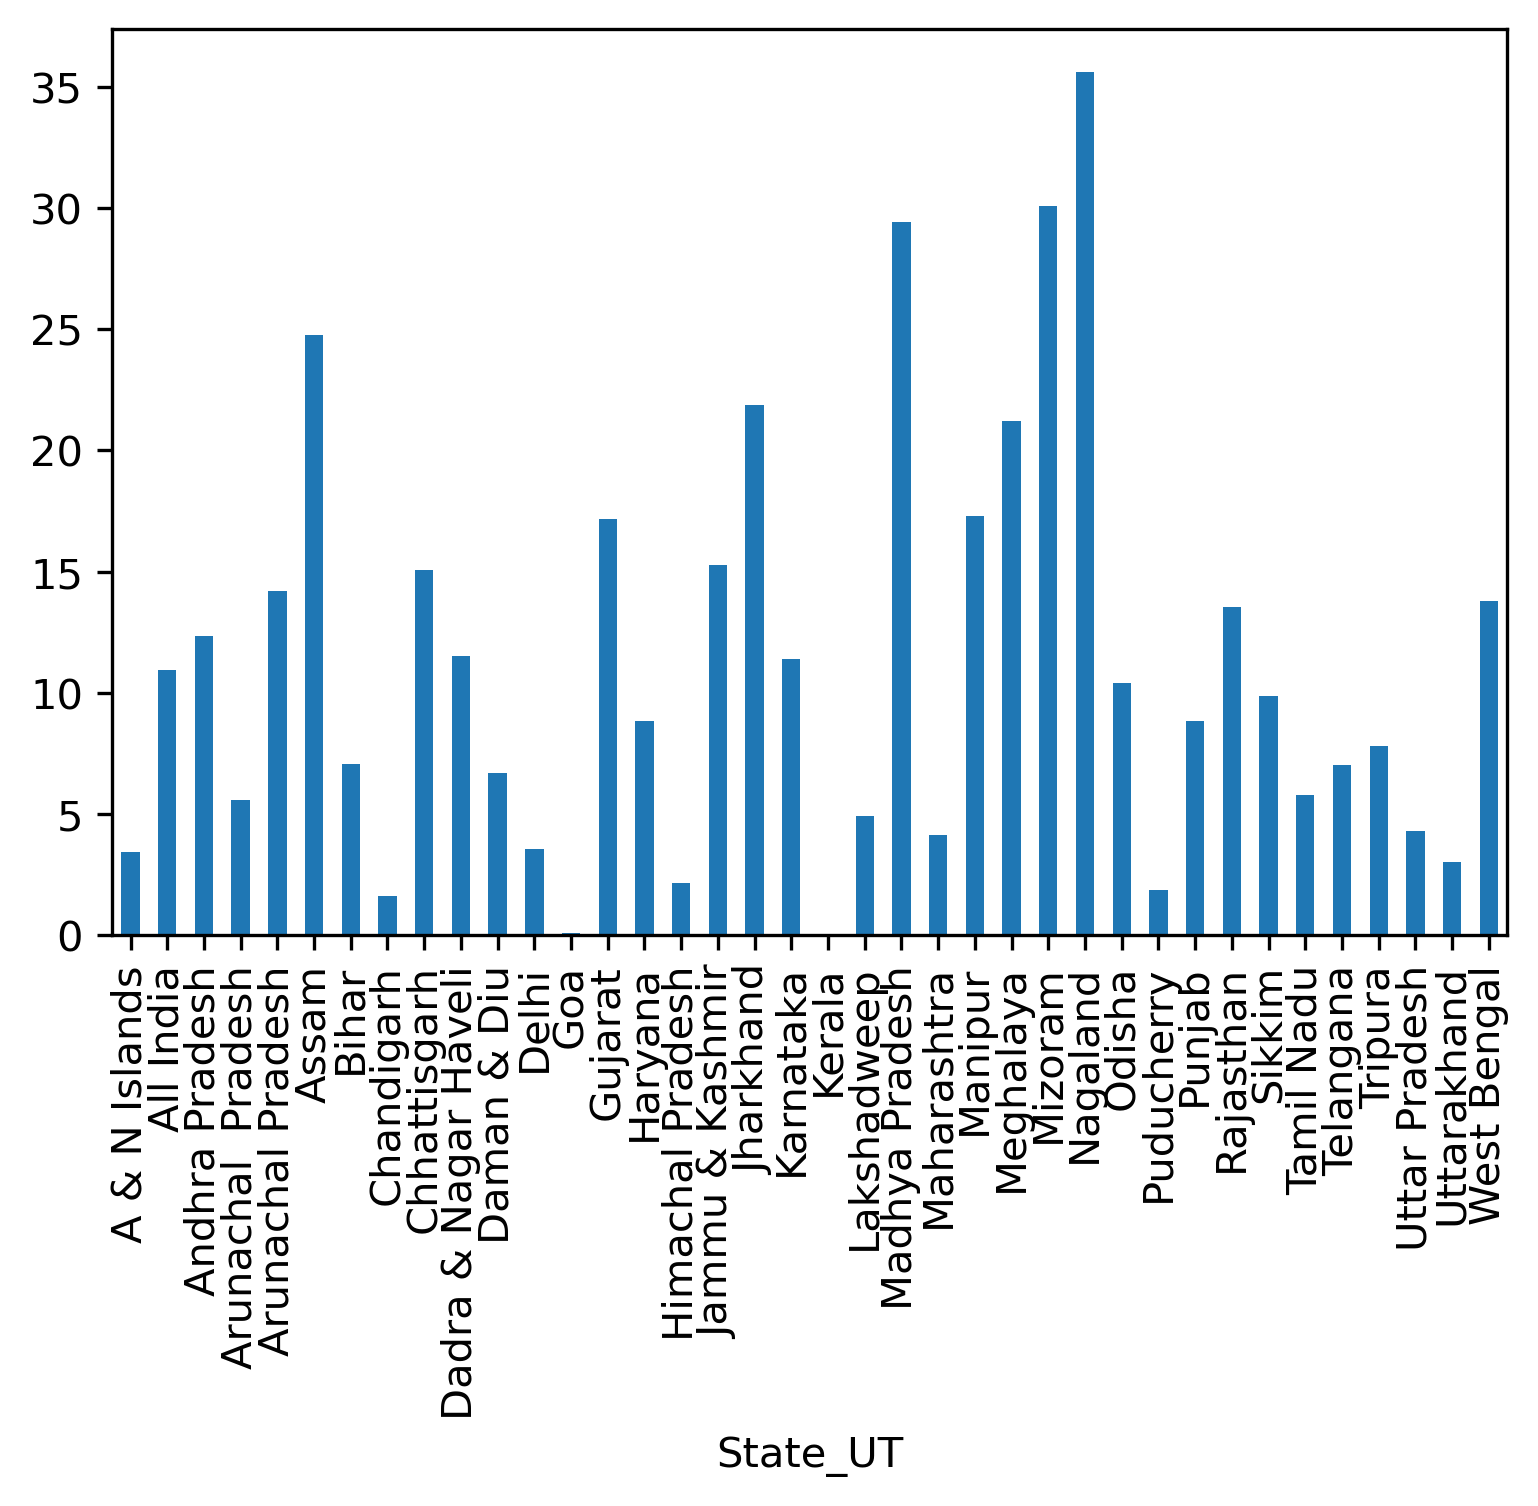 35
30
25
20
15
10
5
0
A & N Islands
All India
Andhra Pradesh
Arunachal  Pradesh
Arunachal Pradesh
Assam
Bihar
Chandigarh
Chhattisgarh
Dadra & Nagar Haveli
Daman & Diu
Delhi
Goa
Gujarat
Haryana
Himachal Pradesh
Jammu & Kashmir
Jharkhand
Karnataka
Kerala
Lakshadweep
Madhya Pradesh
Maharashtra
Manipur
Meghalaya
Mizoram
Nagaland
Odisha
Puducherry
Punjab
Rajasthan
Sikkim
Tamil Nadu
Telangana
Tripura
Uttar Pradesh
Uttarakhand
West Bengal
State_UT